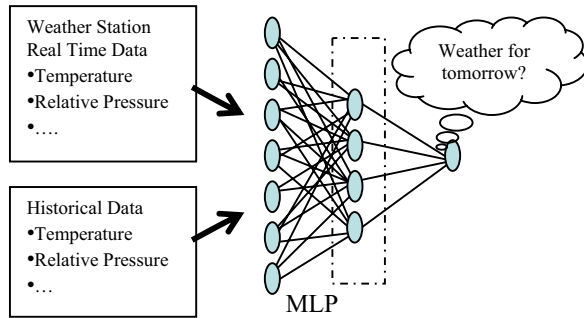 Weather Station
Real Time Data
•Temperature
•Relative Pressure
•….
Historical Data
•Temperature
•Relative Pressure
•…
MLP
Weather for
tomorrow?